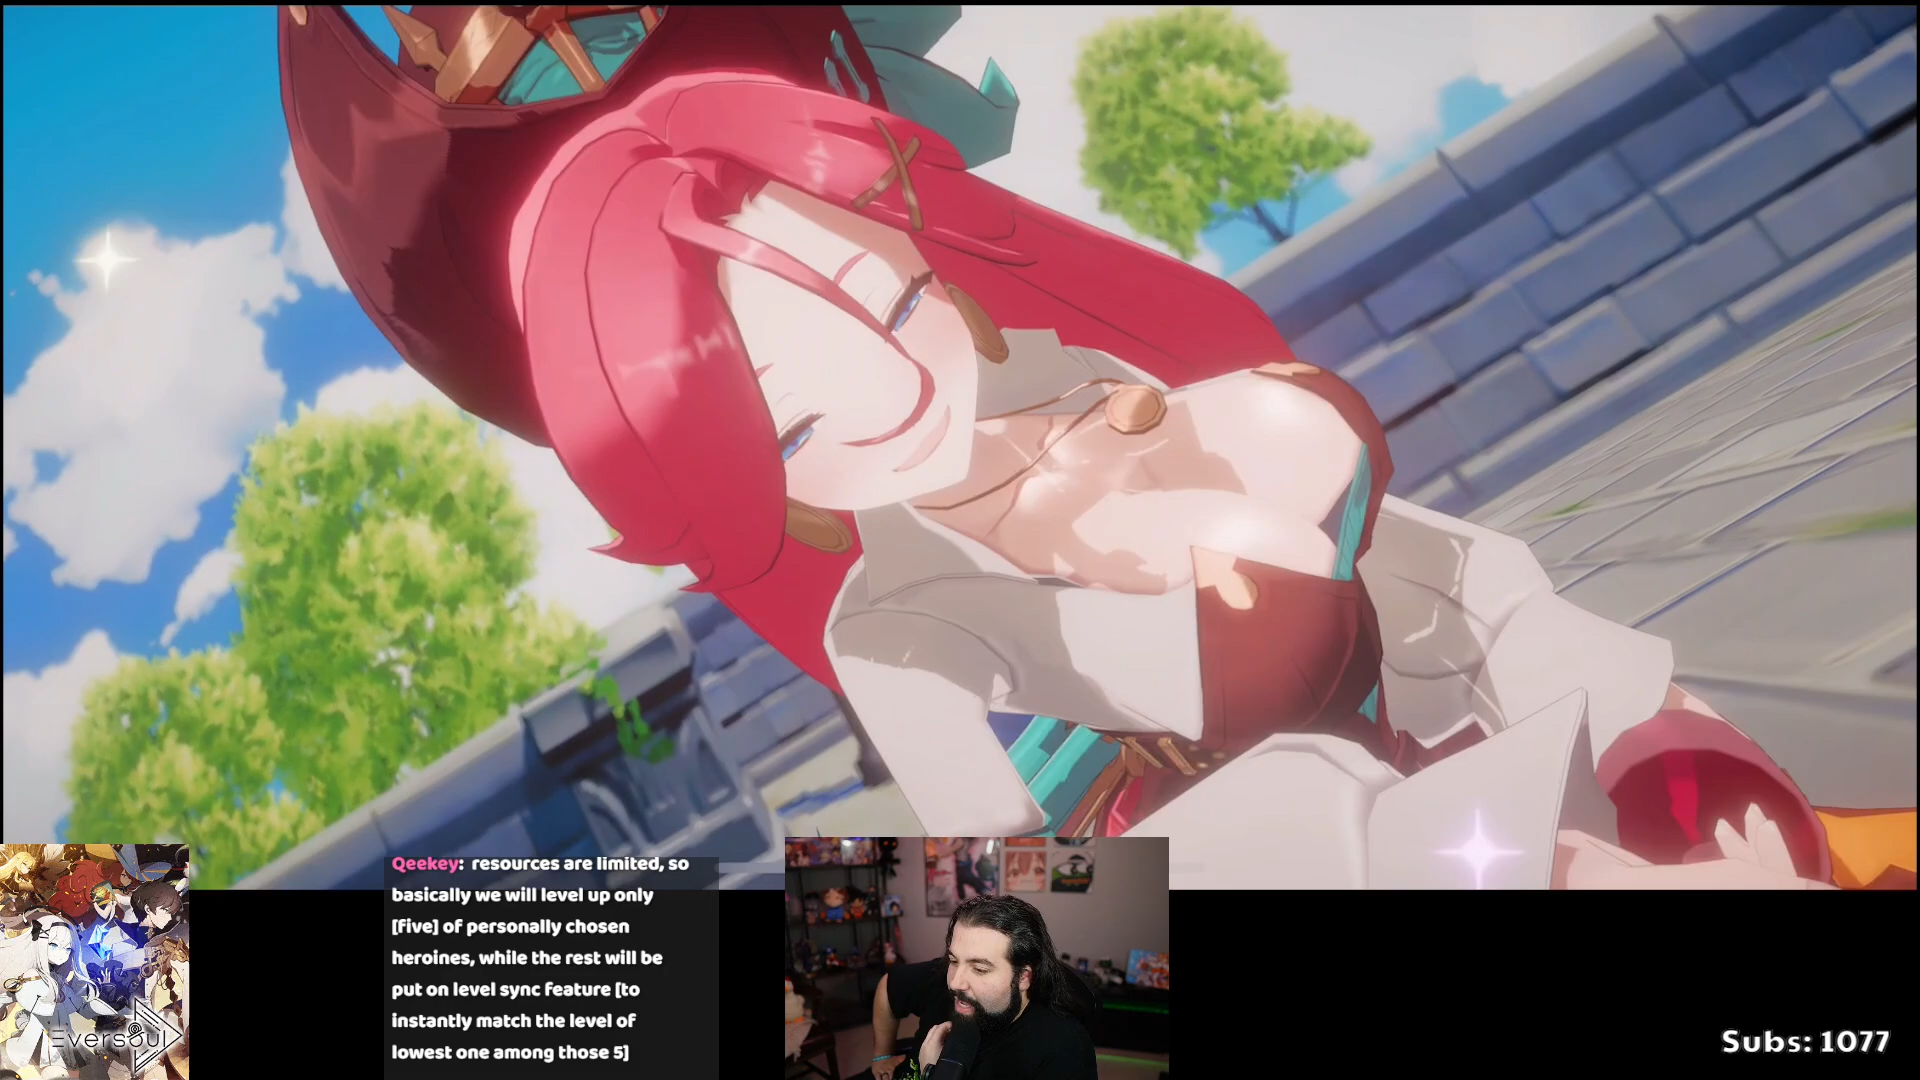 Qeekey: resources are limited, so
basically we will level up only
[five] of personally chosen
heroines, while the rest will be
put on level sync feature [to
instantly match the level of
lowest one among those 5]
Eversoul
Subs: 1077